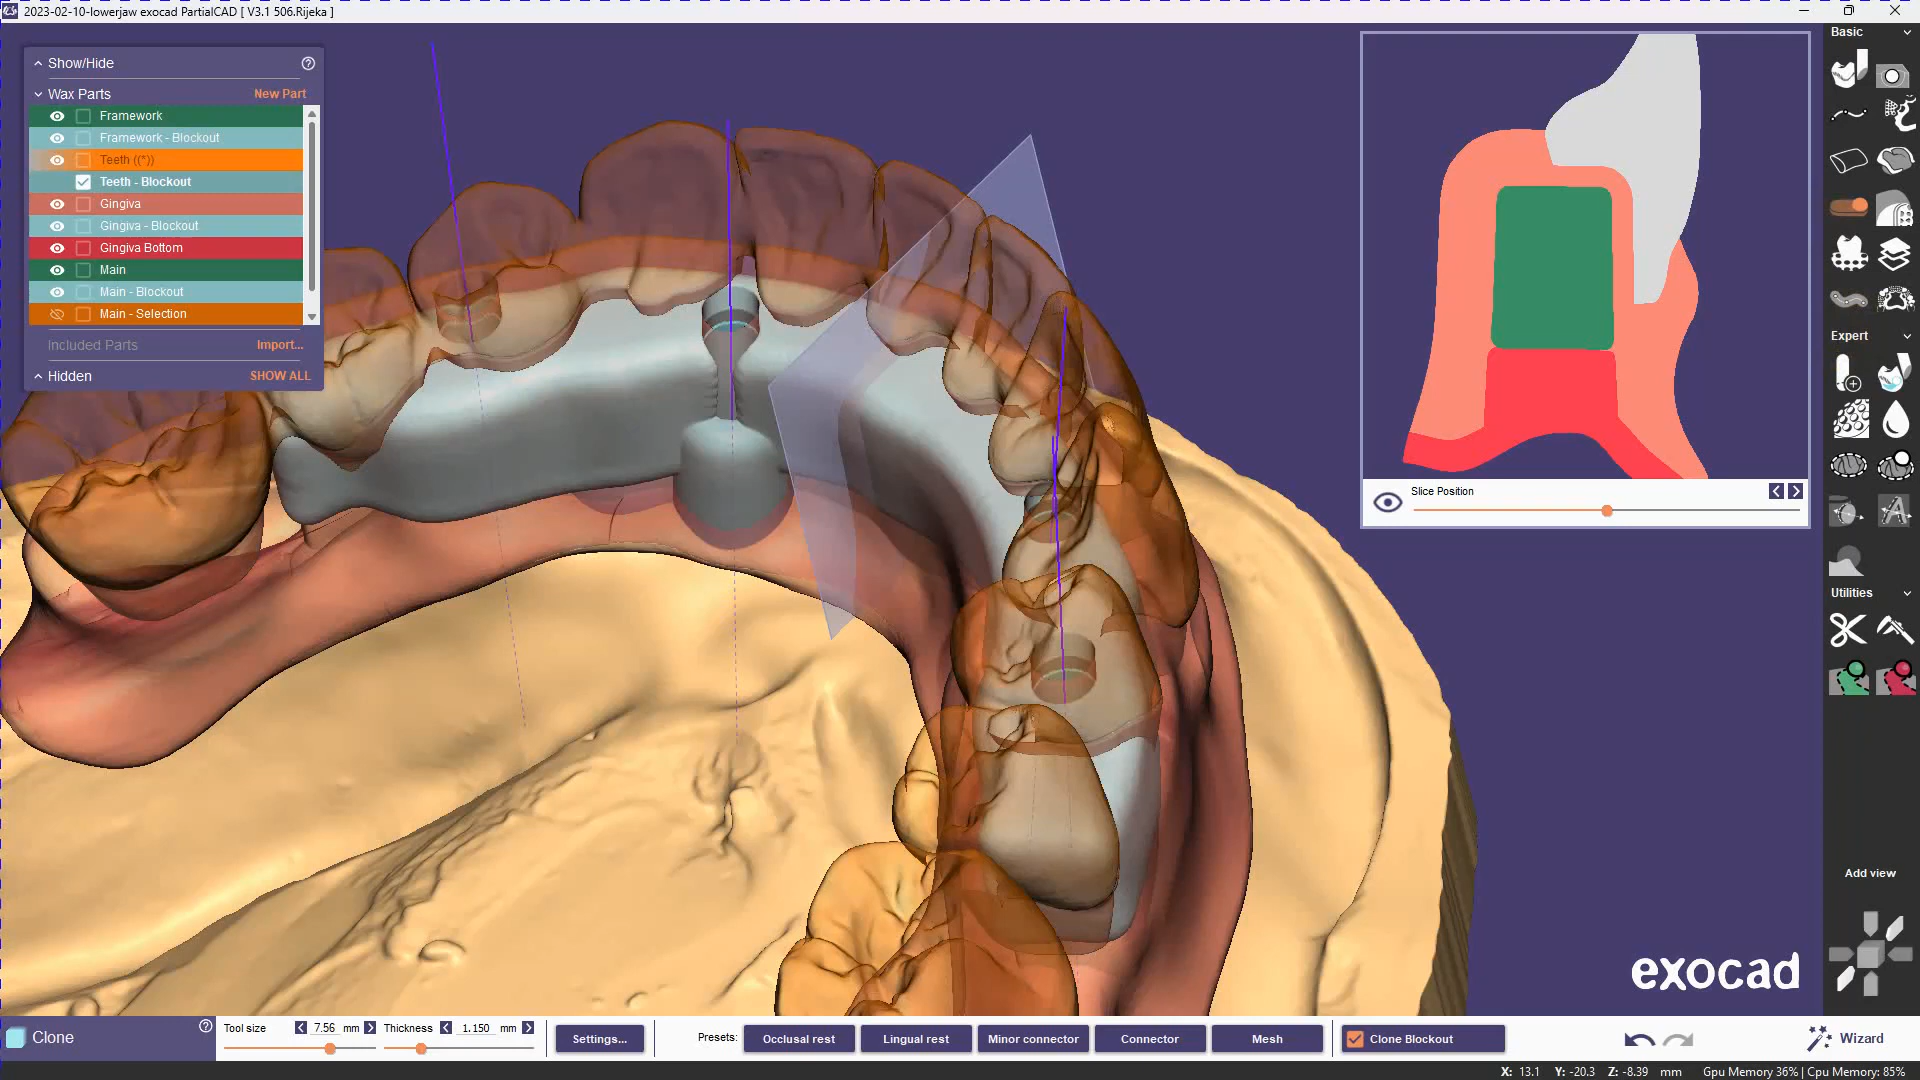 2023-02-10-lowerjaw exocad PartialCAD [ V3.1 506.Rijeka ]
Show/Hide
Wax Parts New Part
Framework
Framework - Blockout
Teeth ((*))
Teeth - Blockout
Gingiva
Gingiva - Blockout
Gingiva Bottom
Main
Main - Blockout
Main - Selection
Included Parts Import...
Hidden SHOW ALL
Slice Position
Basic
Expert
Utilities
Add view
exocad
Clone
Tool size 7.56 mm Thickness 1.150 mm
Settings...
Presets: Occlusal rest Lingual rest Minor connector Connector Mesh
Clone Blockout
Wizard
X: 13.1 Y: -20.3 Z: -8.39 mm Gpu Memory 36% | Cpu Memory: 85%